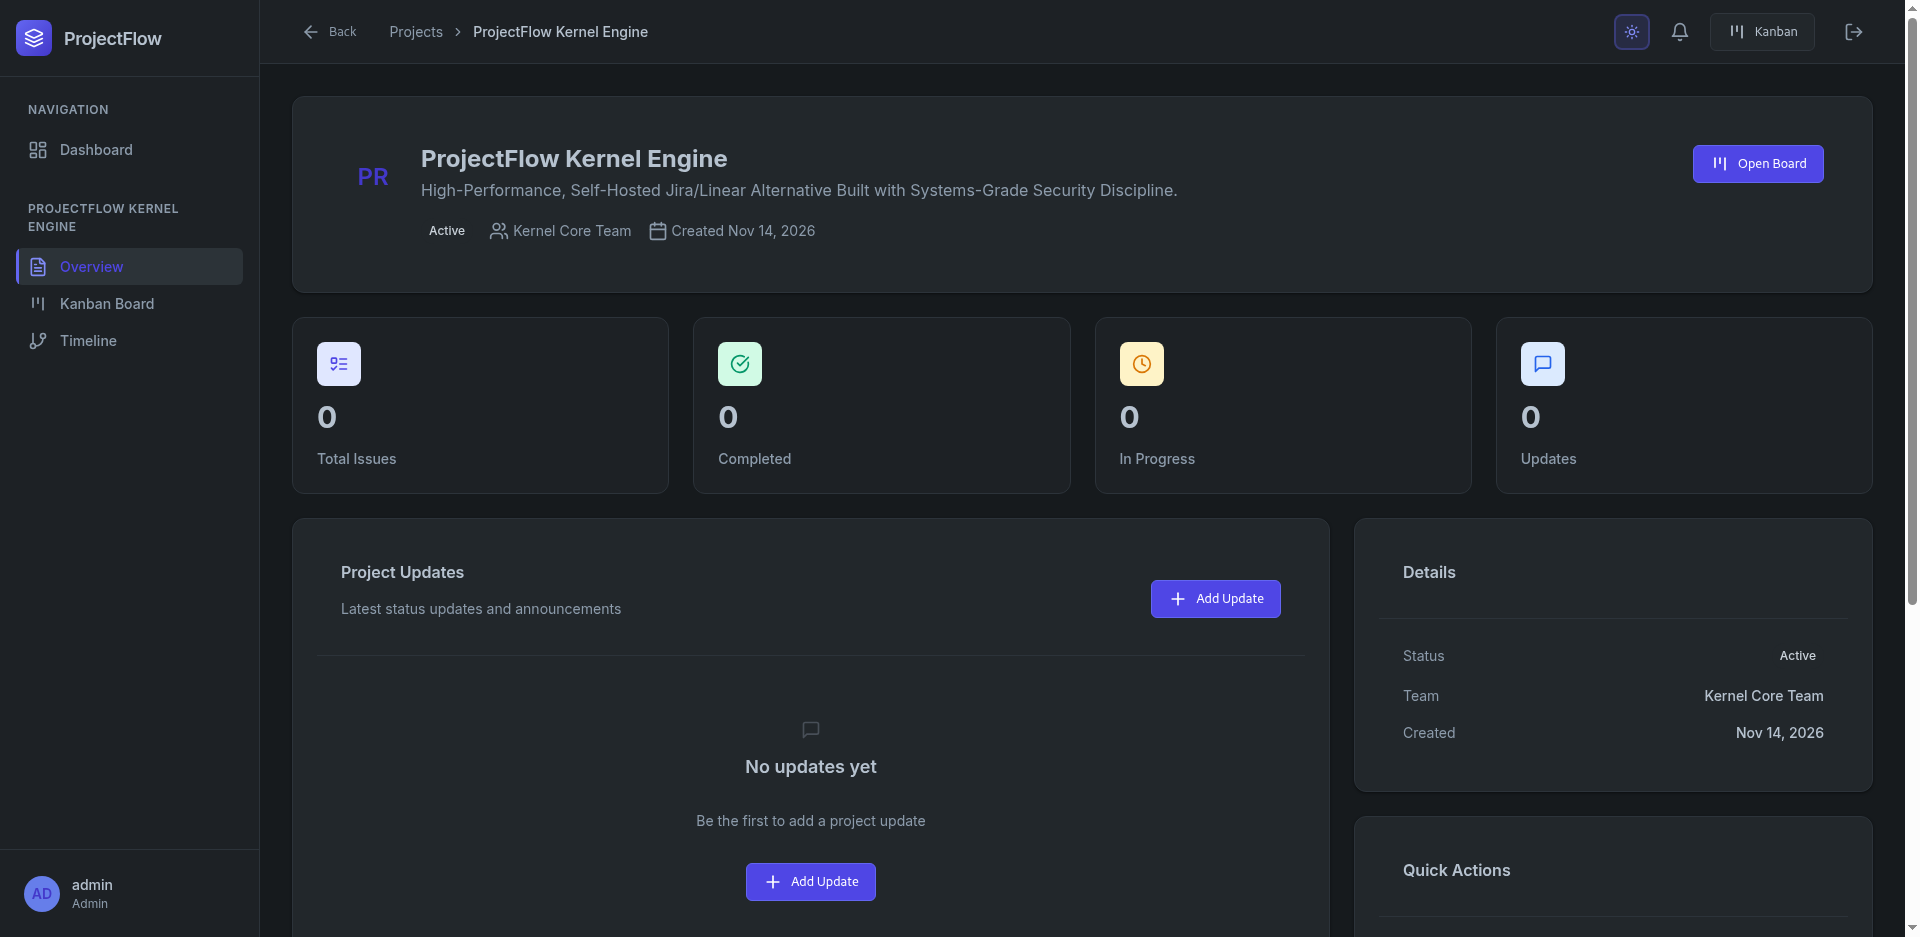 ProjectFlow
NAVIGATION
Dashboard
PROJECTFLOW KERNEL
ENGINE
Overview
Kanban Board
Timeline
AD
admin
Admin
Back
Projects
ProjectFlow Kernel Engine
Kanban
PR
ProjectFlow Kernel Engine
High-Performance, Self-Hosted Jira/Linear Alternative Built with Systems-Grade Security Discipline.
Active
Kernel Core Team
Created Nov 14, 2026
Open Board
0
Total Issues
0
Completed
0
In Progress
0
Updates
Project Updates
Latest status updates and announcements
Add Update
No updates yet
Be the first to add a project update
Add Update
Details
Status
Active
Team
Kernel Core Team
Created
Nov 14, 2026
Quick Actions